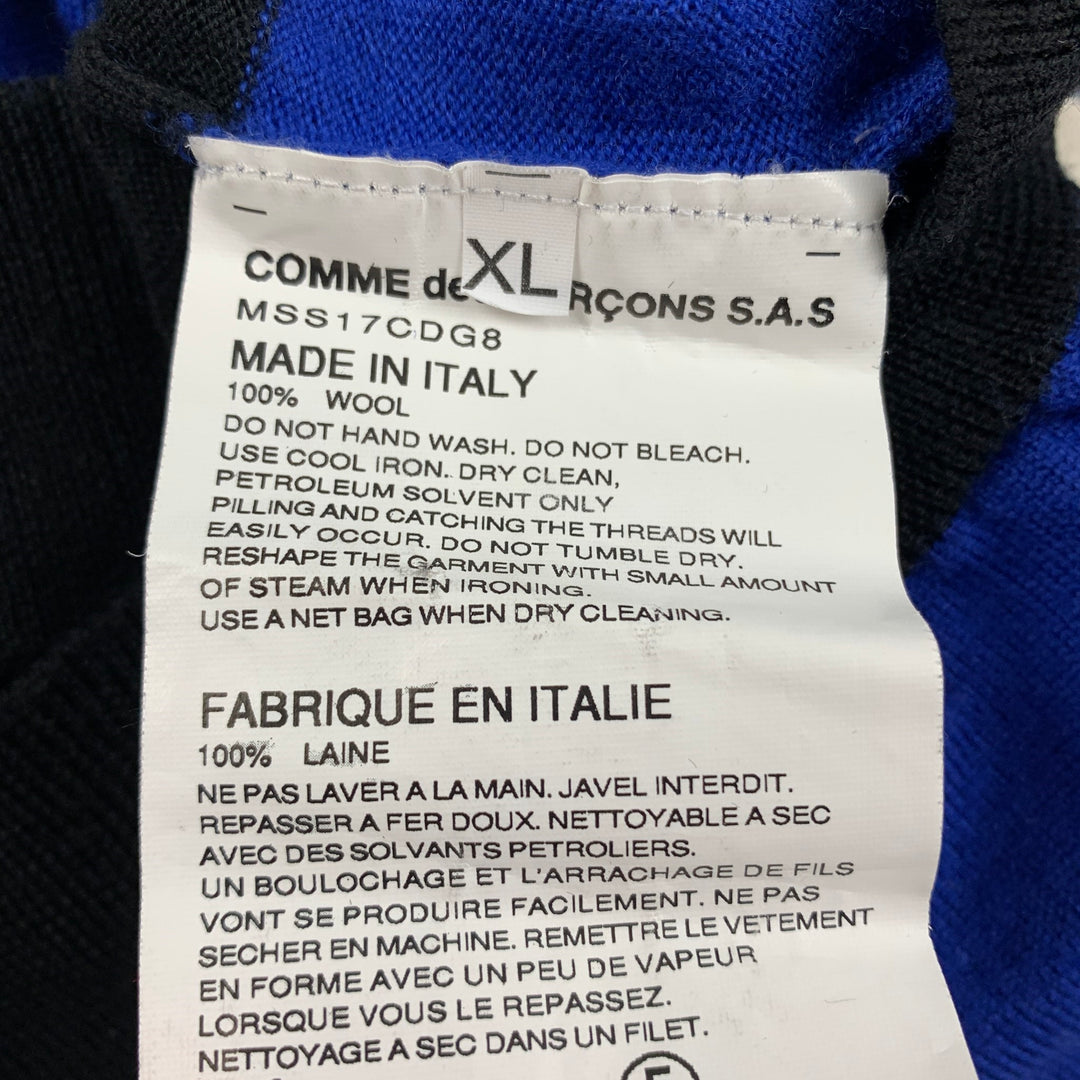 XL
COMME de RÇONS S.A.S
MSS17CDG8
MADE IN ITALY
100% WOOL
DO NOT HAND WASH. DO NOT BLEACH.
USE COOL IRON. DRY CLEAN,
PETROLEUM SOLVENT ONLY
PILLING AND CATCHING THE THREADS WILL
EASILY OCCUR. DO NOT TUMBLE DRY.
RESHAPE THE GARMENT WITH SMALL AMOUNT
OF STEAM WHEN IRONING.
USE A NET BAG WHEN DRY CLEANING.
FABRIQUE EN ITALIE
100% LAINE
NE PAS LAVER A LA MAIN. JAVEL INTERDIT.
REPASSER A FER DOUX. NETTOYABLE A SEC
AVEC DES SOLVANTS PETROLIERS.
UN BOULOCHAGE ET L'ARRACHAGE DE FILS
VONT SE PRODUIRE FACILEMENT. NE PAS
SECHER EN MACHINE. REMETTRE LE VETEMENT
EN FORME AVEC UN PEU DE VAPEUR
LORSQUE VOUS LE REPASSEZ.
NETTOYAGE A SEC DANS UN FILET.